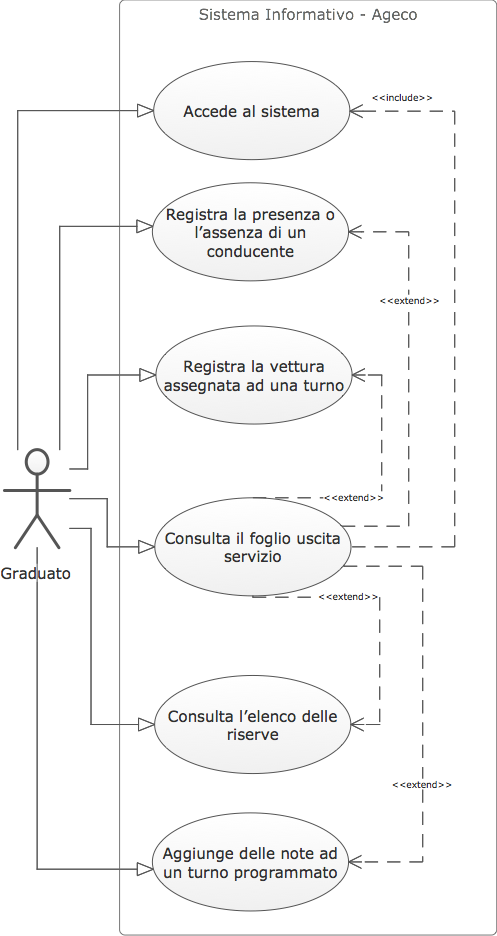 Sistema Informativo - Ageco
Accede al sistema
<<include>>
Registra la presenza o
l'assenza di un
conducente
<<extend>>
Registra la vettura
assegnata ad una turno
<<extend>>
Consulta il foglio uscita
servizio
Graduato
<<extend>>
Consulta l'elenco delle
riserve
<<extend>>
Aggiunge delle note ad
un turno programmato